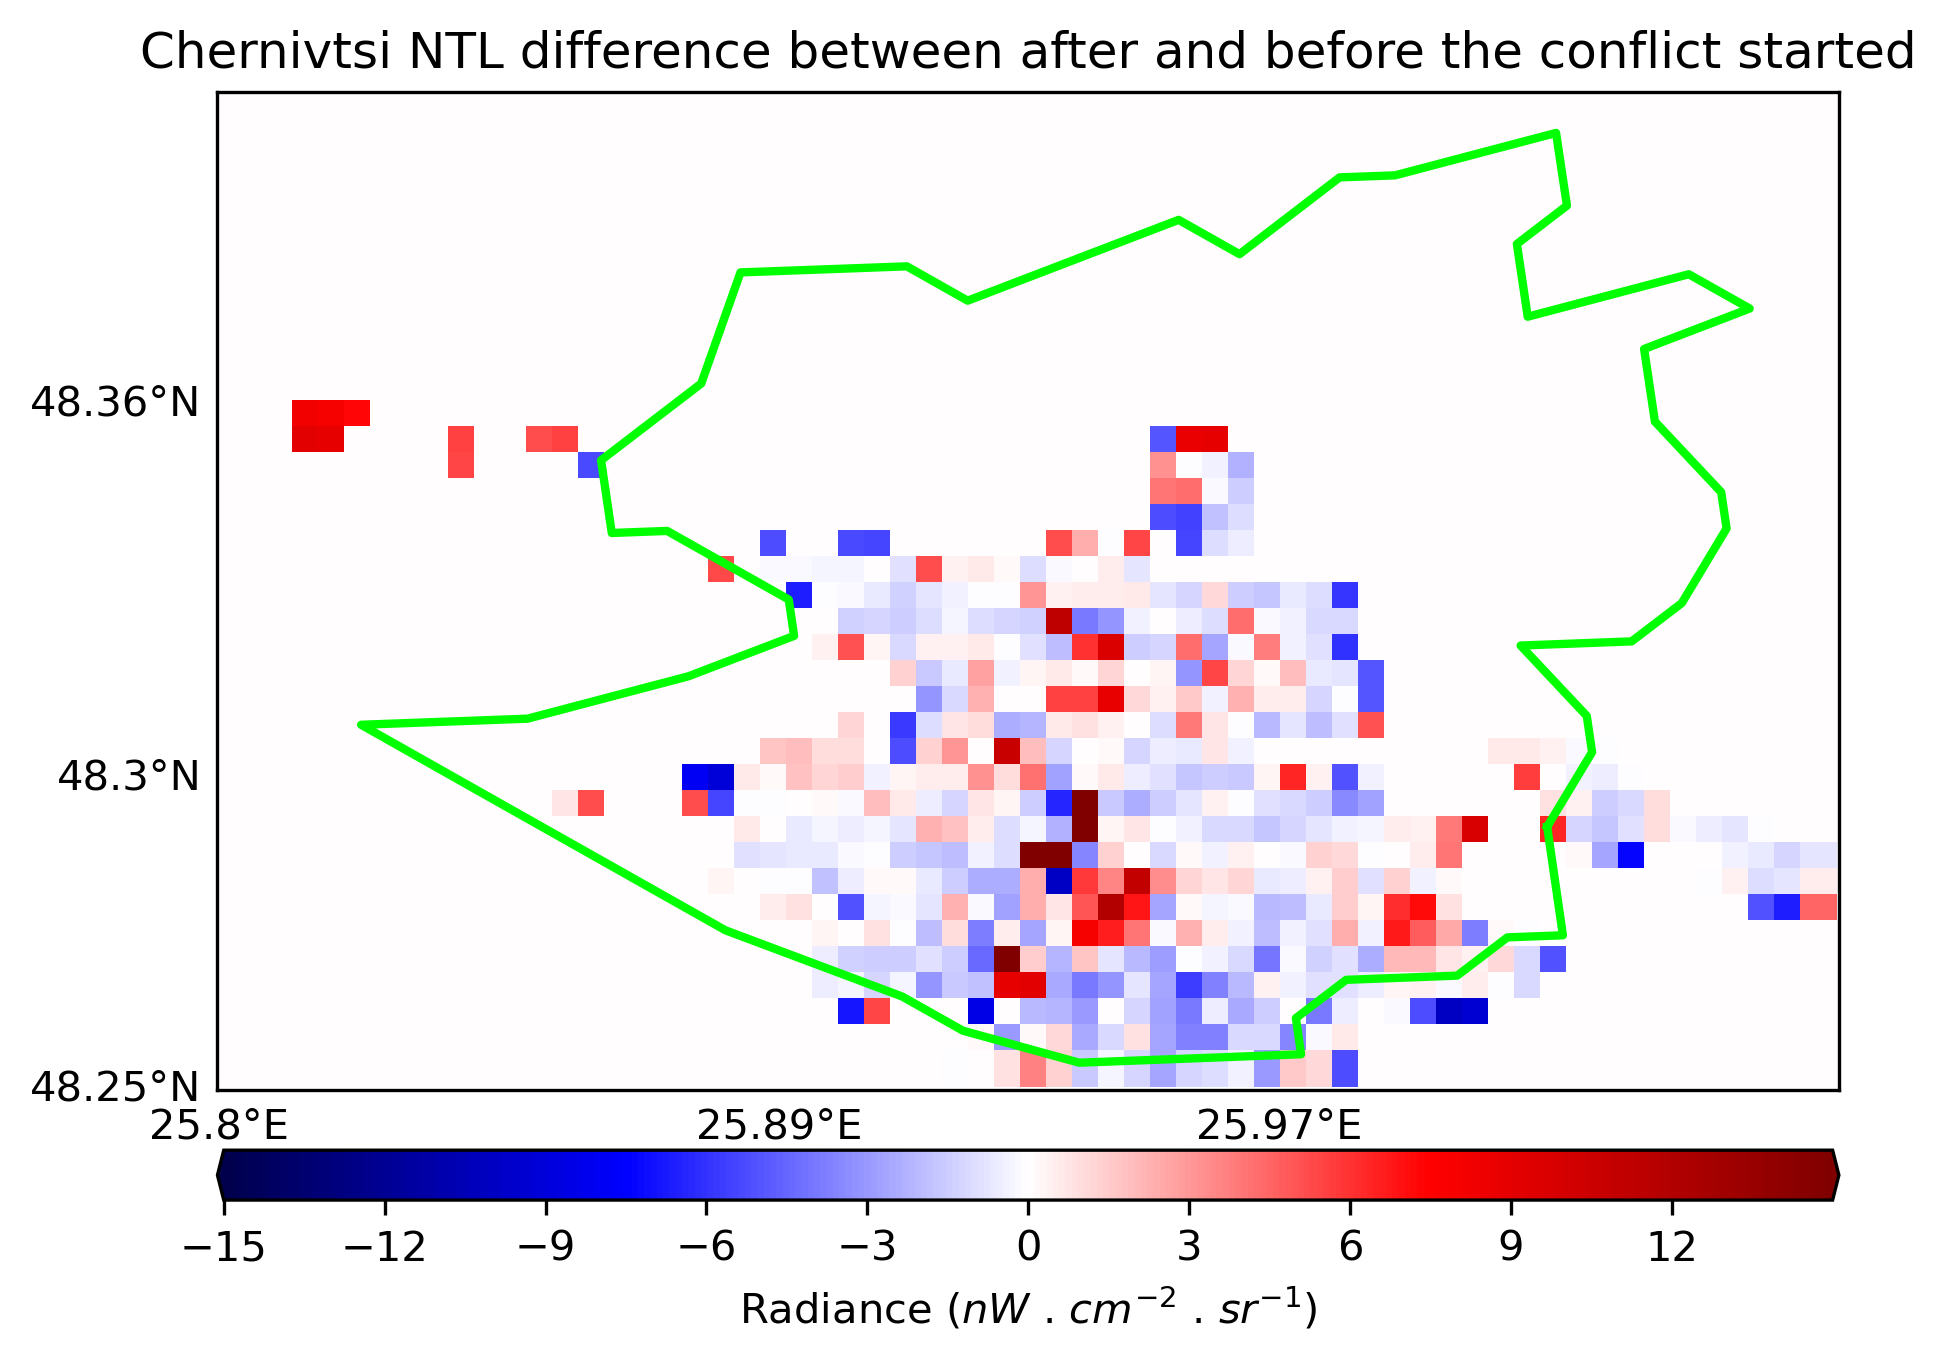 Chernivtsi NTL difference between after and before the conflict started
48.36°N
48.3°N
48.25°N
25.8°E 25.89°E 25.97°E
−15 −12 −9 −6 −3 0 3 6 9 12
Radiance (nW . cm⁻² . sr⁻¹)